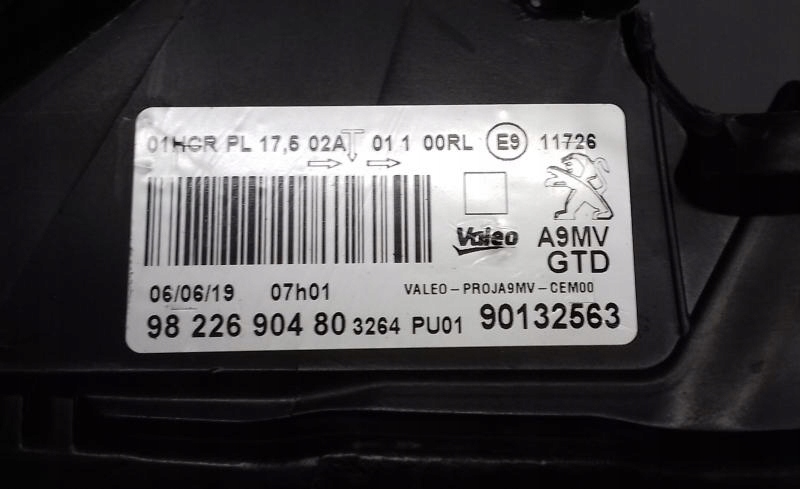 01HCR PL 17,5 02A 01 1 00RL E9 11726
Valeo A9MV
GTD
06/06/19 07h01 VALEO-PROJA9MV-CEM00
98 226 904 80 3264 PU01 90132563